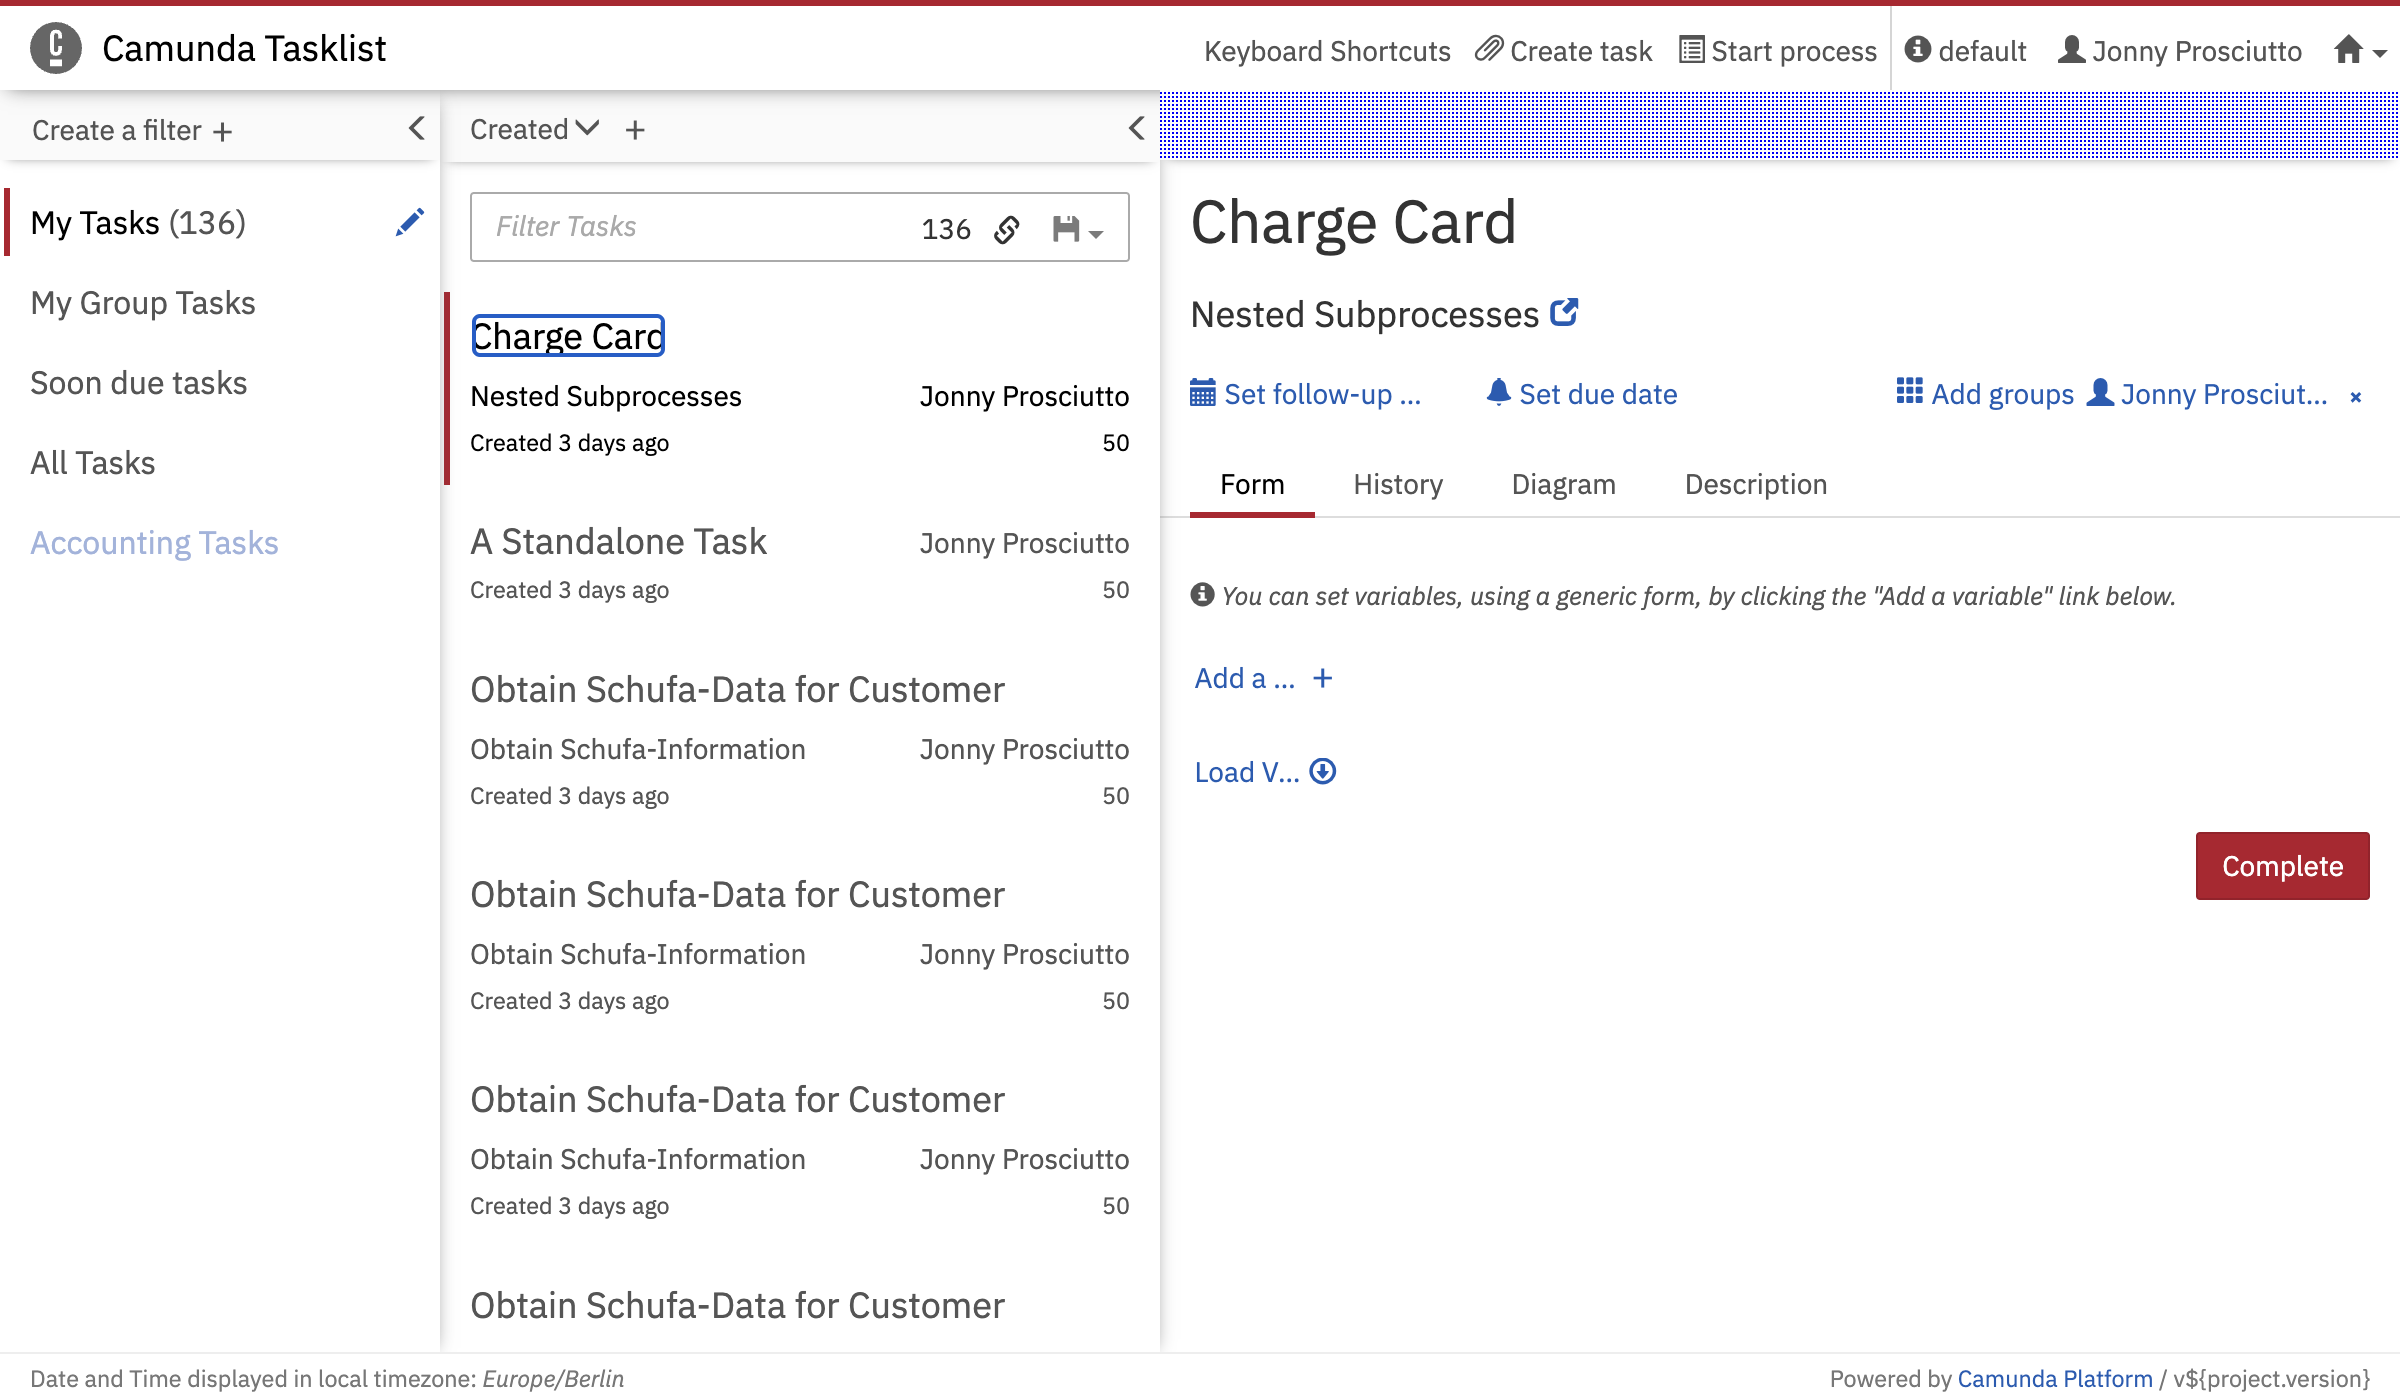 Camunda Tasklist
Keyboard Shortcuts Create task Start process default Jonny Prosciutto
Create a filter +
My Tasks (136)
My Group Tasks
Soon due tasks
All Tasks
Accounting Tasks
Created +
Filter Tasks 136
Charge Card
Nested Subprocesses Jonny Prosciutto
Created 3 days ago 50
A Standalone Task Jonny Prosciutto
Created 3 days ago 50
Obtain Schufa-Data for Customer
Obtain Schufa-Information Jonny Prosciutto
Created 3 days ago 50
Obtain Schufa-Data for Customer
Obtain Schufa-Information Jonny Prosciutto
Created 3 days ago 50
Obtain Schufa-Data for Customer
Obtain Schufa-Information Jonny Prosciutto
Created 3 days ago 50
Obtain Schufa-Data for Customer
Charge Card
Nested Subprocesses
Set follow-up ... Set due date Add groups Jonny Prosciut... ×
Form History Diagram Description
You can set variables, using a generic form, by clicking the "Add a variable" link below.
Add a ... +
Load V...
Complete
Date and Time displayed in local timezone: Europe/Berlin
Powered by Camunda Platform / v${project.version}